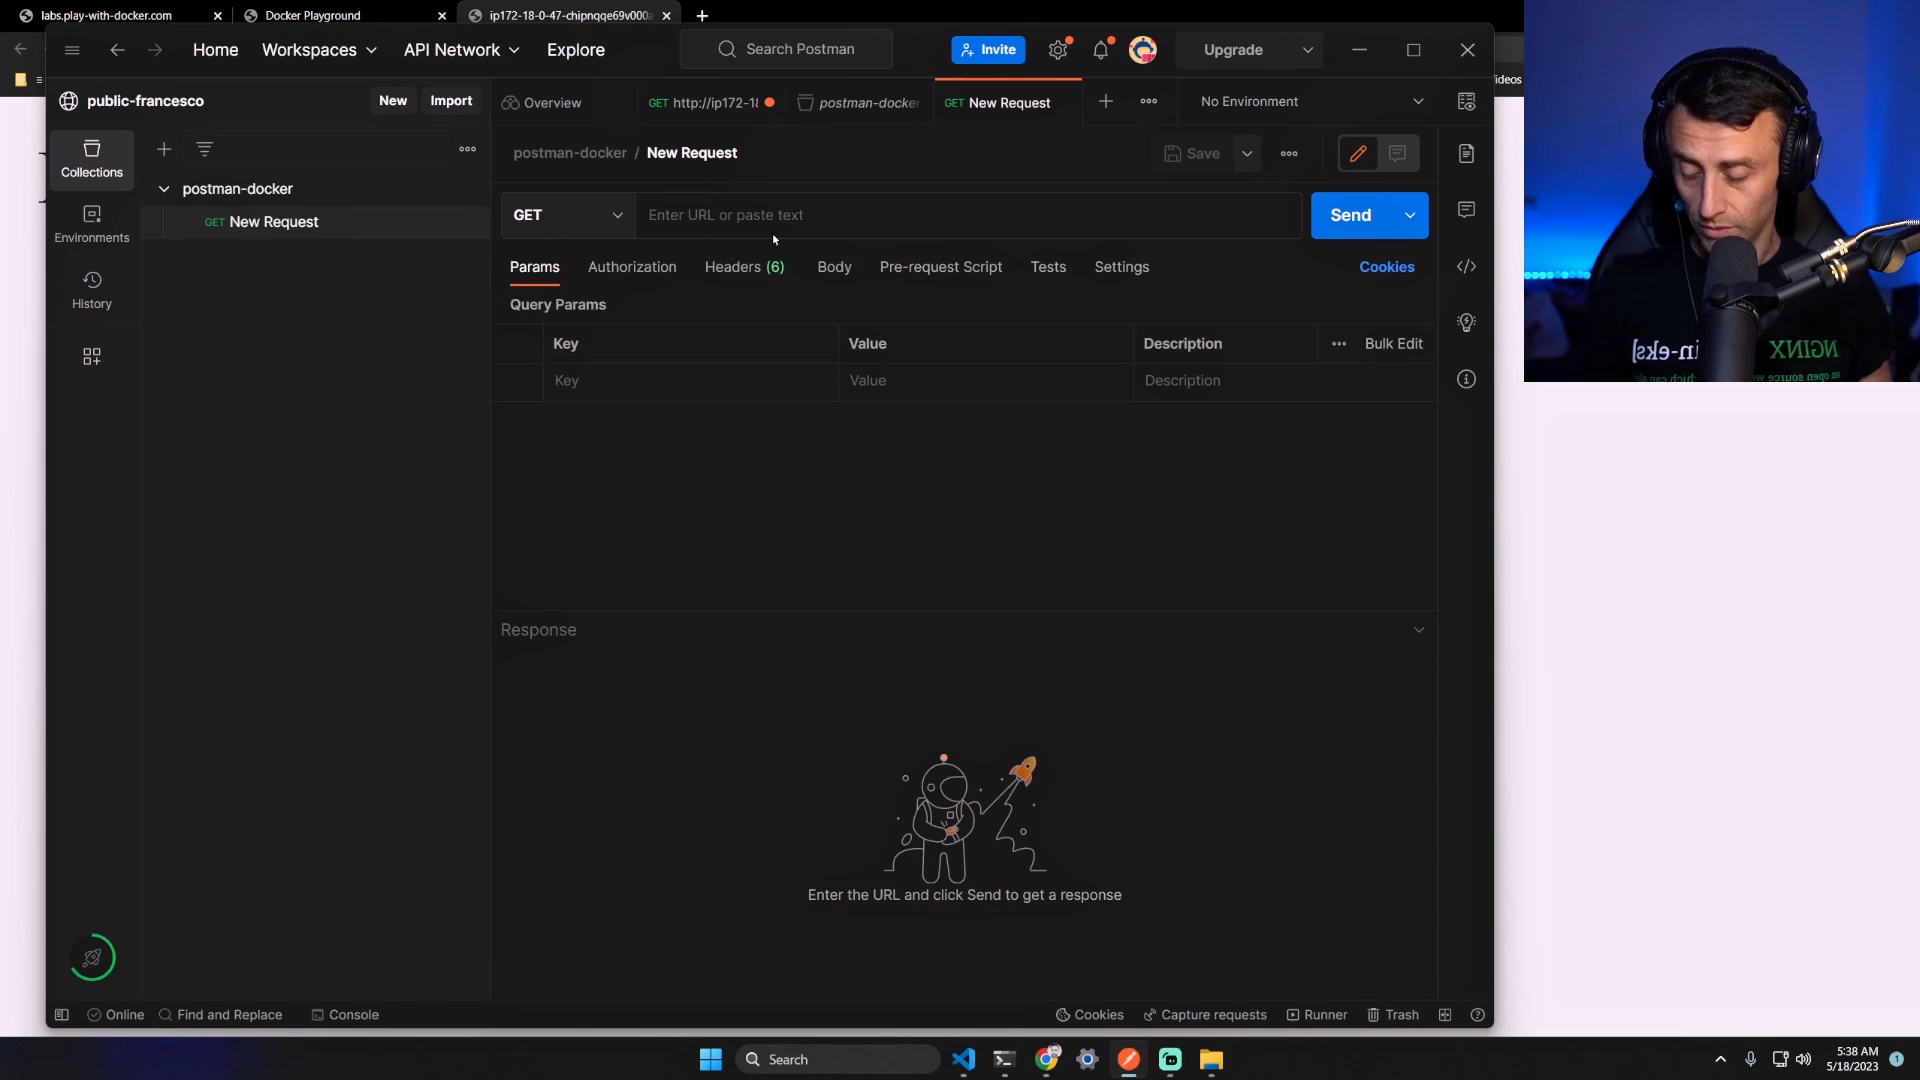 labs.play-with-docker.com
Docker Playground
ip172-18-0-47-chipnqqe69v000a
Home
Workspaces
API Network
Explore
Search Postman
Invite
Upgrade
public-francesco
New
Import
Overview
GET http://ip172-18
postman-docker
GET New Request
No Environment
Collections
postman-docker
GET New Request
Environments
History
postman-docker / New Request
Save
GET
Enter URL or paste text
Send
Params
Authorization
Headers (6)
Body
Pre-request Script
Tests
Settings
Cookies
Query Params
Key
Value
Description
Bulk Edit
Key
Value
Description
Response
Enter the URL and click Send to get a response
Online
Find and Replace
Console
Cookies
Capture requests
Runner
Trash
Search
5:38 AM
5/18/2023
1
in-eks]
NGINX